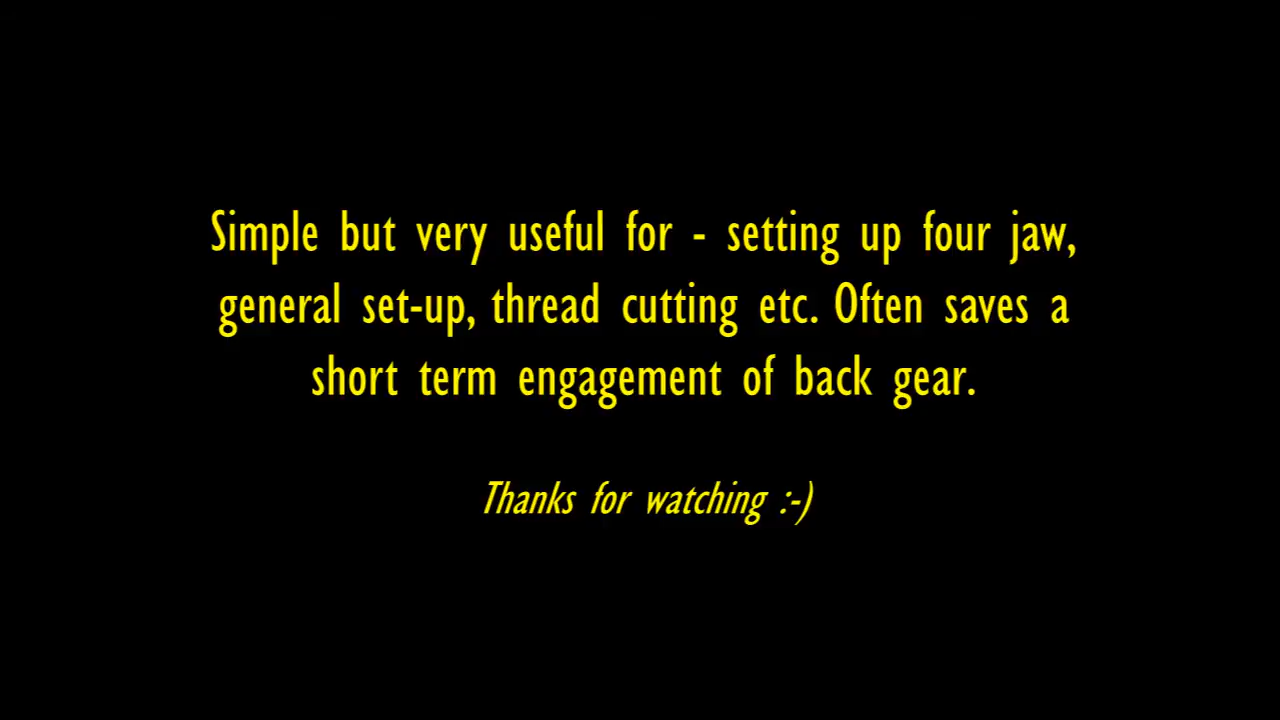 Simple but very useful for - setting up four jaw,
general set-up, thread cutting etc. Often saves a
short term engagement of back gear.
Thanks for watching :-)